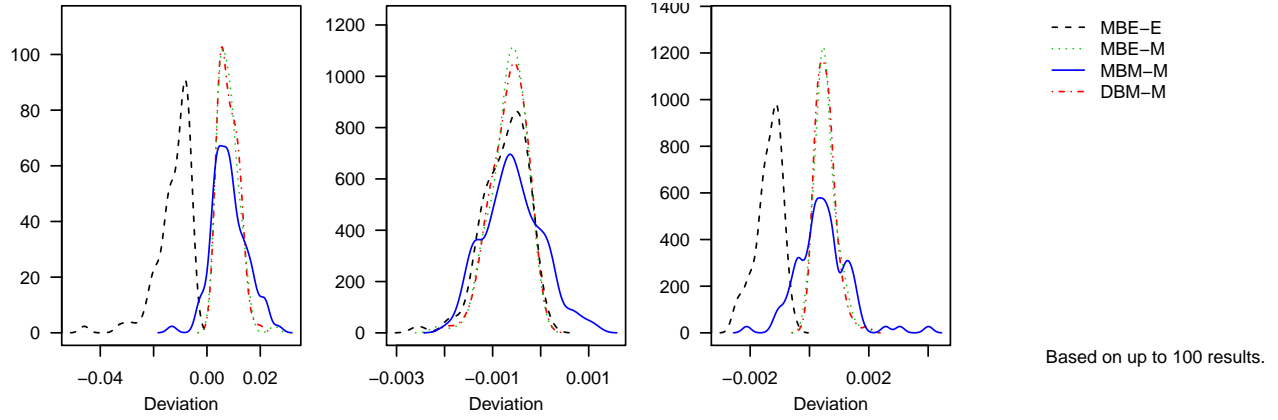 0 20 40 60 80 100
−0.04 0.00 0.02
Deviation
0 200 400 600 800 1000 1200
−0.003 −0.001 0.001
Deviation
0 200 400 600 800 1000 1200 1400
−0.002 0.002
Deviation
MBE−E
MBE−M
MBM−M
DBM−M
Based on up to 100 results.